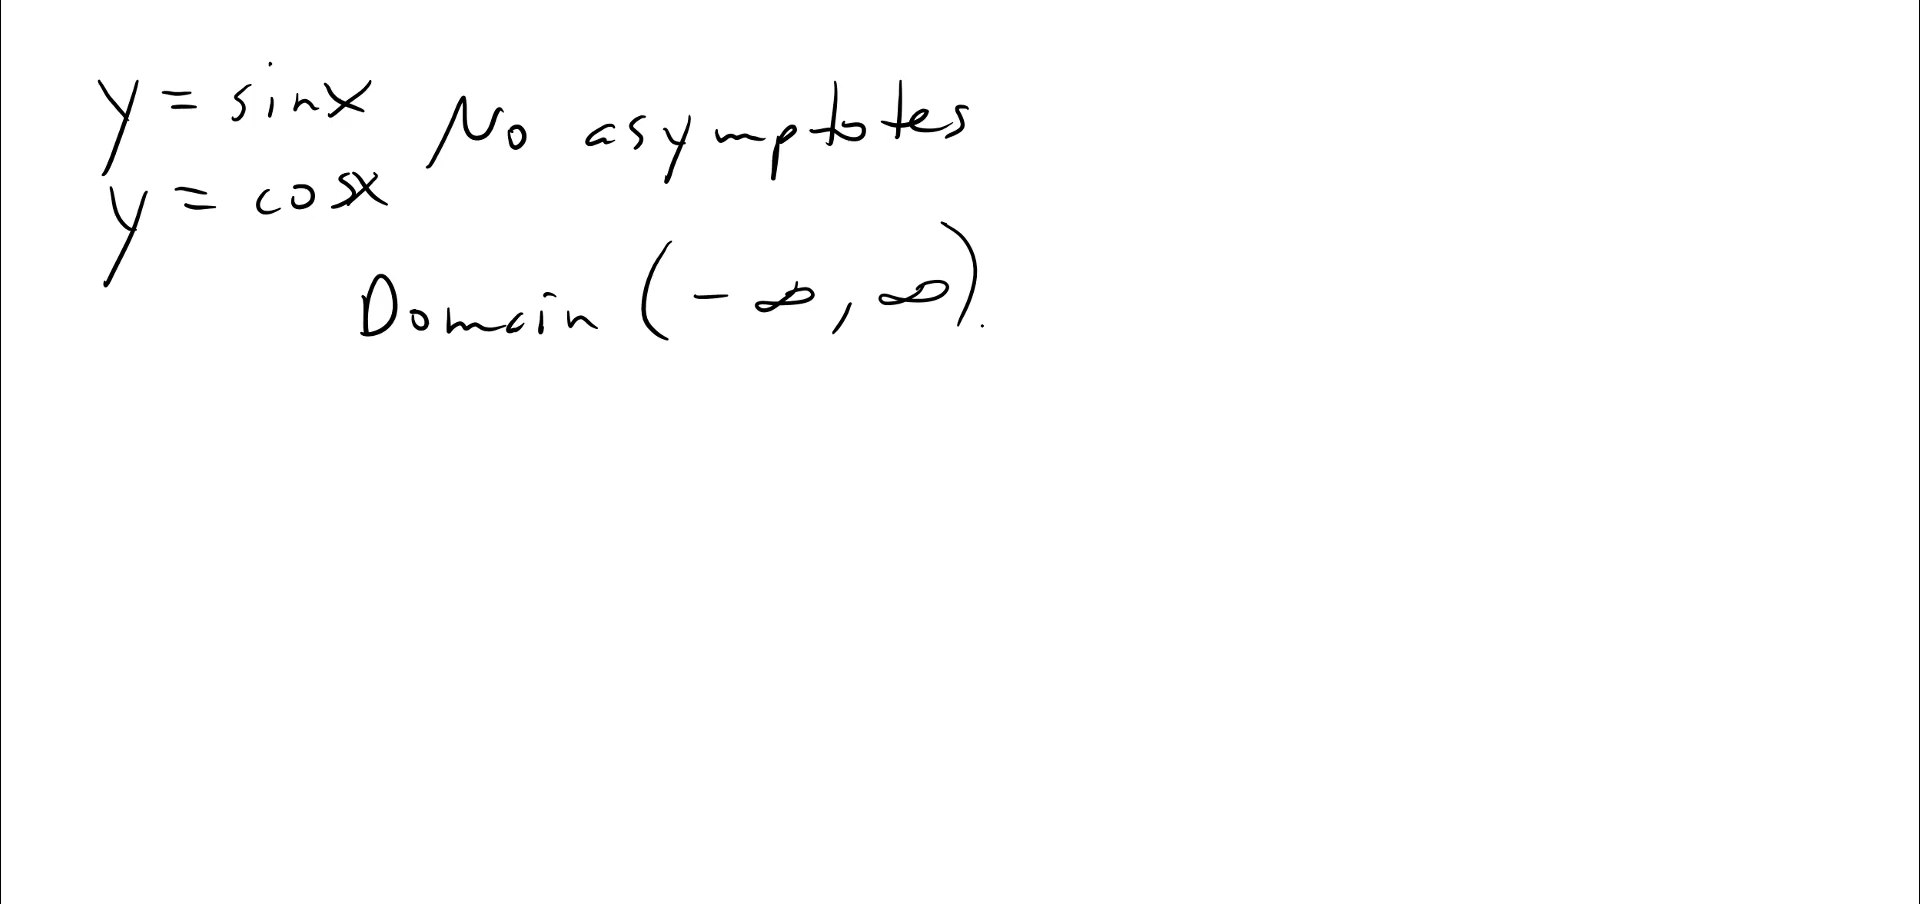 y = sinx No asymptotes
y = cosx
Domain (-∞, ∞).